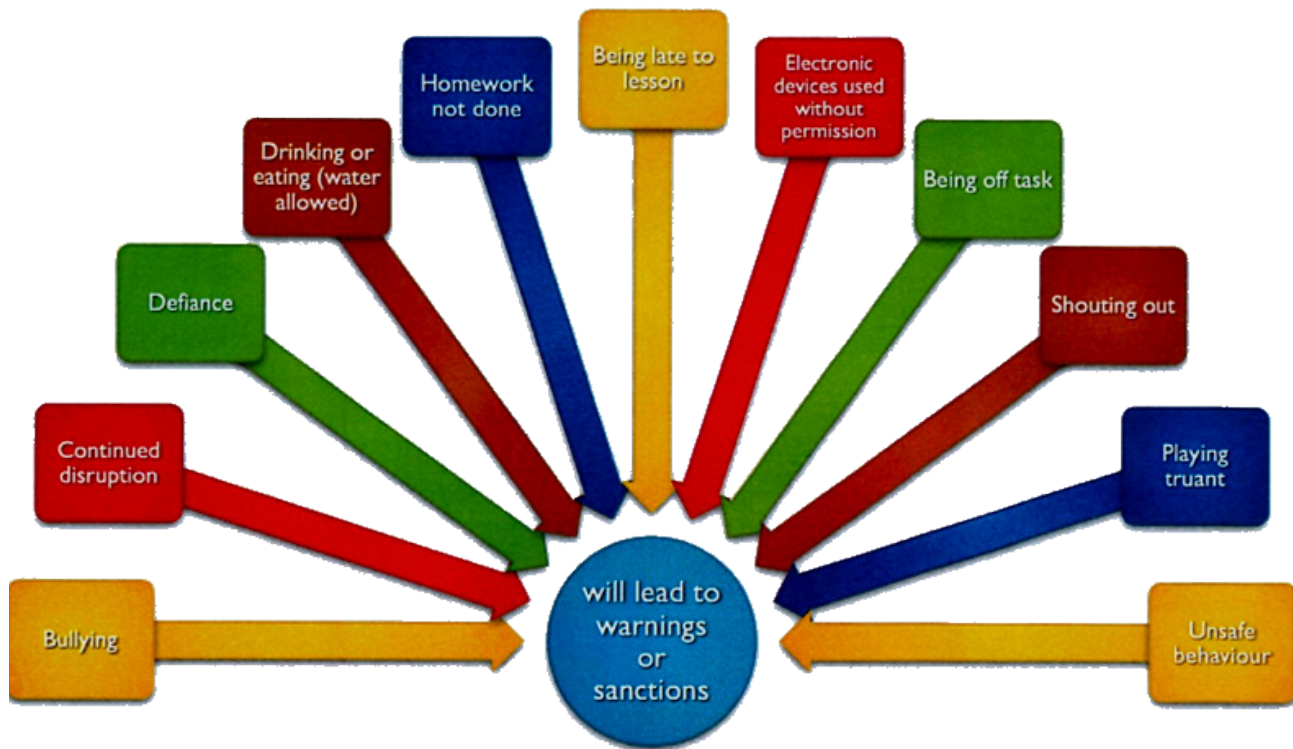 Bullying
Continued
disruption
Defiance
Drinking or
eating (water
allowed)
Homework
not done
Being late to
lesson
Electronic
devices used
without
permission
Being off task
Shouting out
Playing
truant
Unsafe
behaviour
will lead to
warnings
or
sanctions